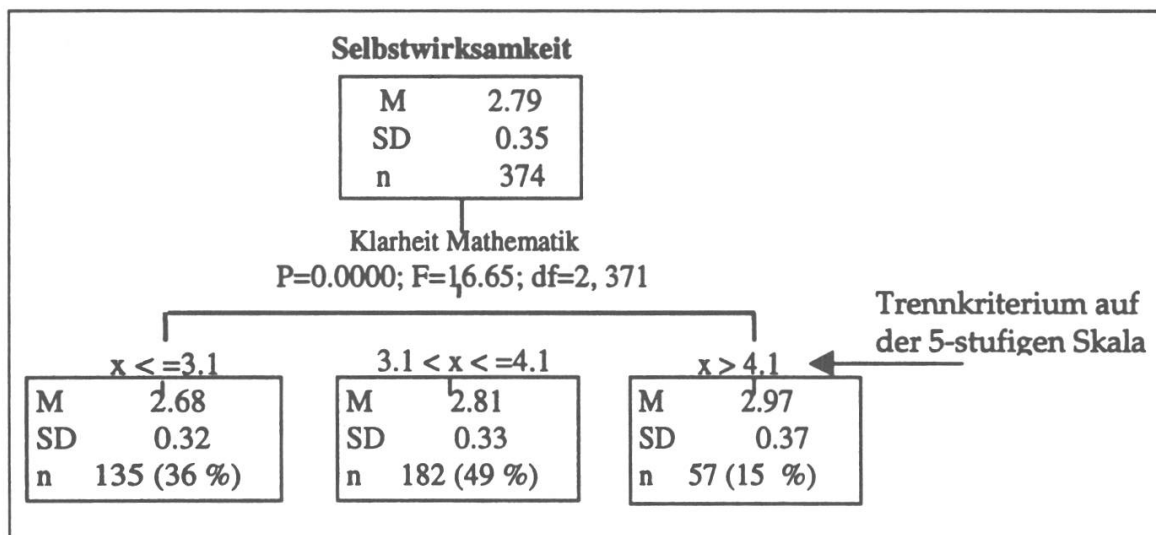 Selbstwirksamkeit
M 2.79
SD 0.35
n 374
Klarheit Mathematik
P=0.0000; F=16.65; df=2, 371
Trennkriterium auf
der 5-stufigen Skala
x < =3.1
3.1 < x < =4.1
x > 4.1
M 2.68
SD 0.32
n 135 (36 %)
M 2.81
SD 0.33
n 182 (49 %)
M 2.97
SD 0.37
n 57 (15 %)